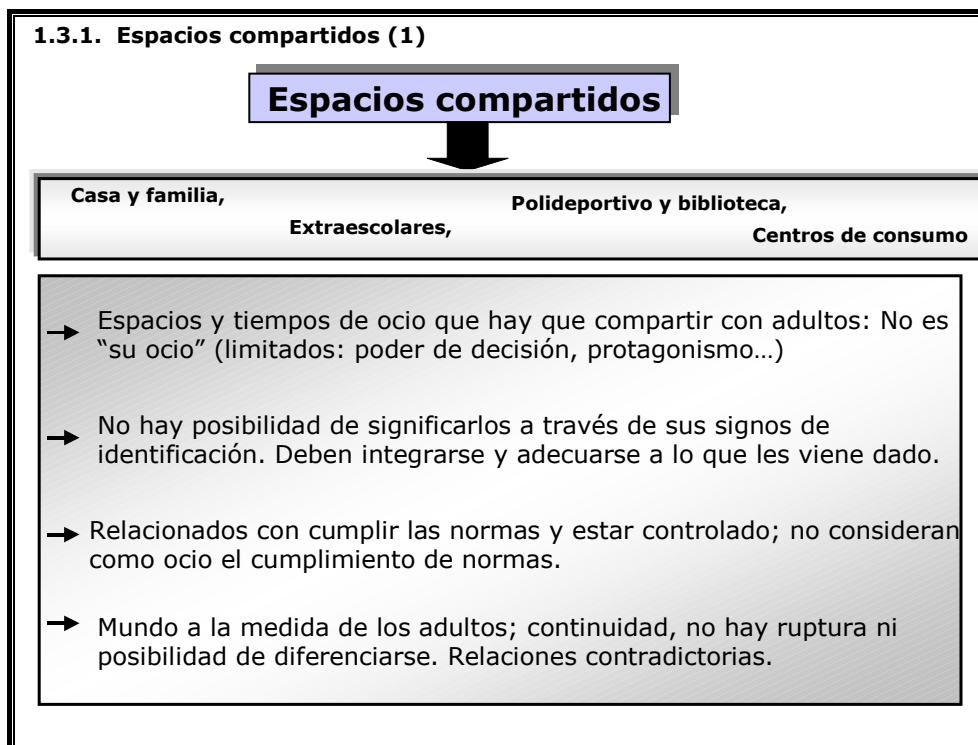 1.3.1. Espacios compartidos (1)
Espacios compartidos
Casa y familia,
Polideportivo y biblioteca,
Extraescolares,
Centros de consumo
Espacios y tiempos de ocio que hay que compartir con adultos: No es
“su ocio” (limitados: poder de decisión, protagonismo…)
No hay posibilidad de significarlos a través de sus signos de
identificación. Deben integrarse y adecuarse a lo que les viene dado.
Relacionados con cumplir las normas y estar controlado; no consideran
como ocio el cumplimiento de normas.
Mundo a la medida de los adultos; continuidad, no hay ruptura ni
posibilidad de diferenciarse. Relaciones contradictorias.